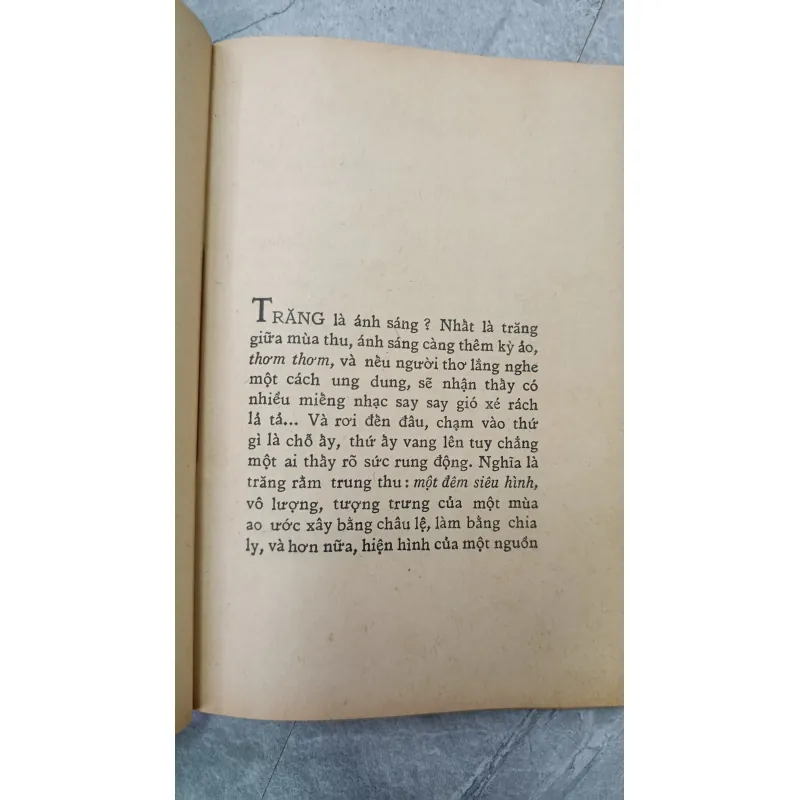 TRĂNG là ánh sáng ? Nhất là trăng
giữa mùa thu, ánh sáng càng thêm kỳ ảo,
thơm thơm, và nếu người thơ lắng nghe
một cách ung dung, sẽ nhận thấy có
nhiều miếng nhạc say say gió xé rách
lả tả... Và rơi đến đâu, chạm vào thứ
gì là chỗ ấy, thứ ấy vang lên tuy chẳng
một ai thấy rõ sức rung động. Nghĩa là
trăng rằm trung thu : một đêm siêu hình,
vô lượng, tượng trưng của một mùa
ao ước xây bằng châu lệ, làm bằng chia
ly, và hơn nữa, hiện hình của một nguồn